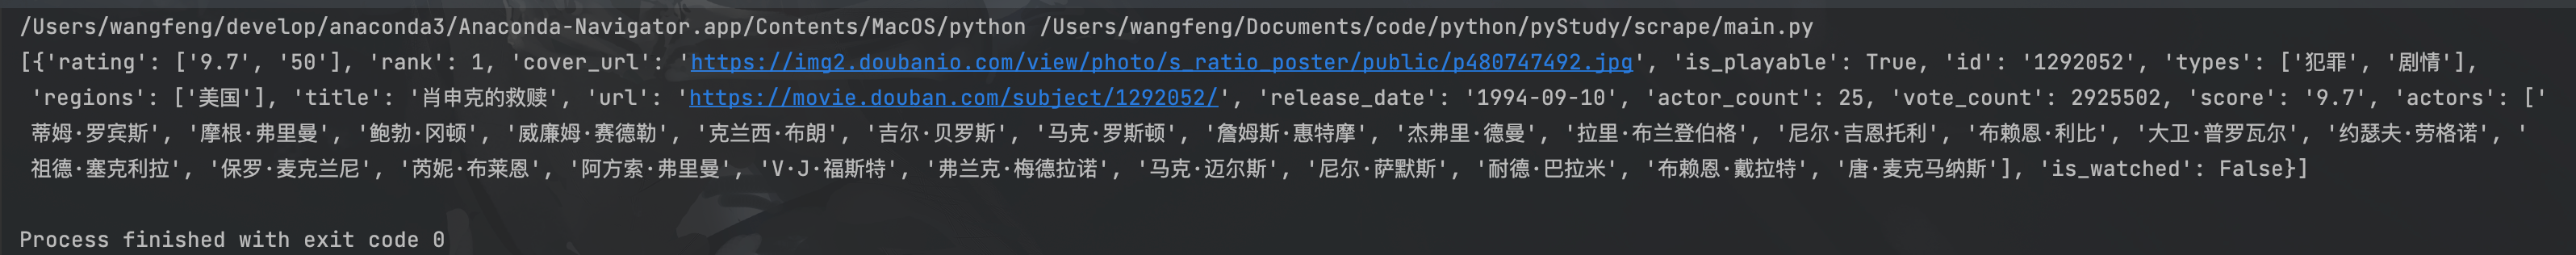 /Users/wangfeng/develop/anaconda3/Anaconda-Navigator.app/Contents/MacOS/python /Users/wangfeng/Documents/code/python/pyStudy/scrape/main.py
[{'rating': ['9.7', '50'], 'rank': 1, 'cover_url': 'https://img2.doubanio.com/view/photo/s_ratio_poster/public/p480747492.jpg', 'is_playable': True, 'id': '1292052', 'types': ['犯罪', '剧情'],
'regions': ['美国'], 'title': '肖申克的救赎', 'url': 'https://movie.douban.com/subject/1292052/', 'release_date': '1994-09-10', 'actor_count': 25, 'vote_count': 2925502, 'score': '9.7', 'actors': ['
蒂姆·罗宾斯', '摩根·弗里曼', '鲍勃·冈顿', '威廉姆·赛德勒', '克兰西·布朗', '吉尔·贝罗斯', '马克·罗斯顿', '詹姆斯·惠特摩', '杰弗里·德曼', '拉里·布兰登伯格', '尼尔·吉恩托利', '布赖恩·利比', '大卫·普罗瓦尔', '约瑟夫·劳格诺', '
祖德·塞克利拉', '保罗·麦克兰尼', '芮妮·布莱恩', '阿方索·弗里曼', 'V·J·福斯特', '弗兰克·梅德拉诺', '马克·迈尔斯', '尼尔·萨默斯', '耐德·巴拉米', '布赖恩·戴拉特', '唐·麦克马纳斯'], 'is_watched': False}]
Process finished with exit code 0